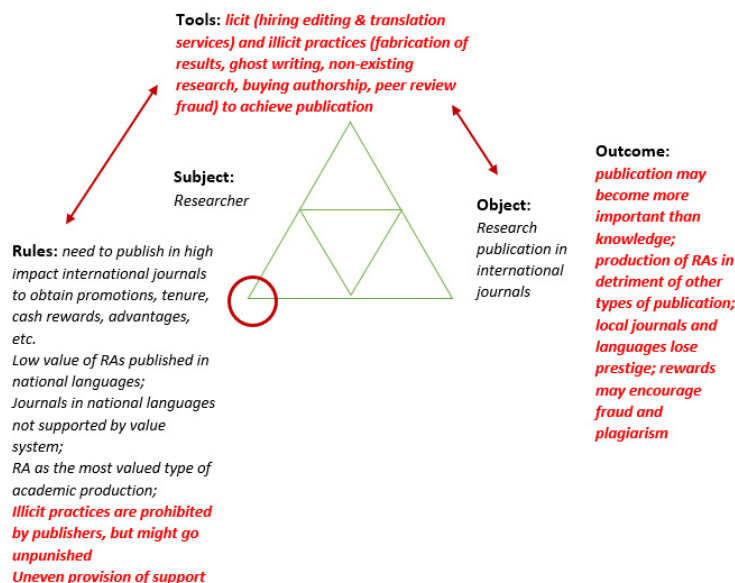 Tools: licit (hiring editing & translation
services) and illicit practices (fabrication of
results, ghost writing, non-existing
research, buying authorship, peer review
fraud) to achieve publication
Subject:
Researcher
Object:
Research
publication in
international
journals
Outcome:
publication may
become more
important than
knowledge;
production of RAs in
detriment of other
types of publication;
local journals and
languages lose
prestige; rewards
may encourage
fraud and
plagiarism
Rules: need to publish in high
impact international journals
to obtain promotions, tenure,
cash rewards, advantages,
etc.
Low value of RAs published in
national languages;
Journals in national languages
not supported by value
system;
RA as the most valued type of
academic production;
Illicit practices are prohibited
by publishers, but might go
unpunished
Uneven provision of support